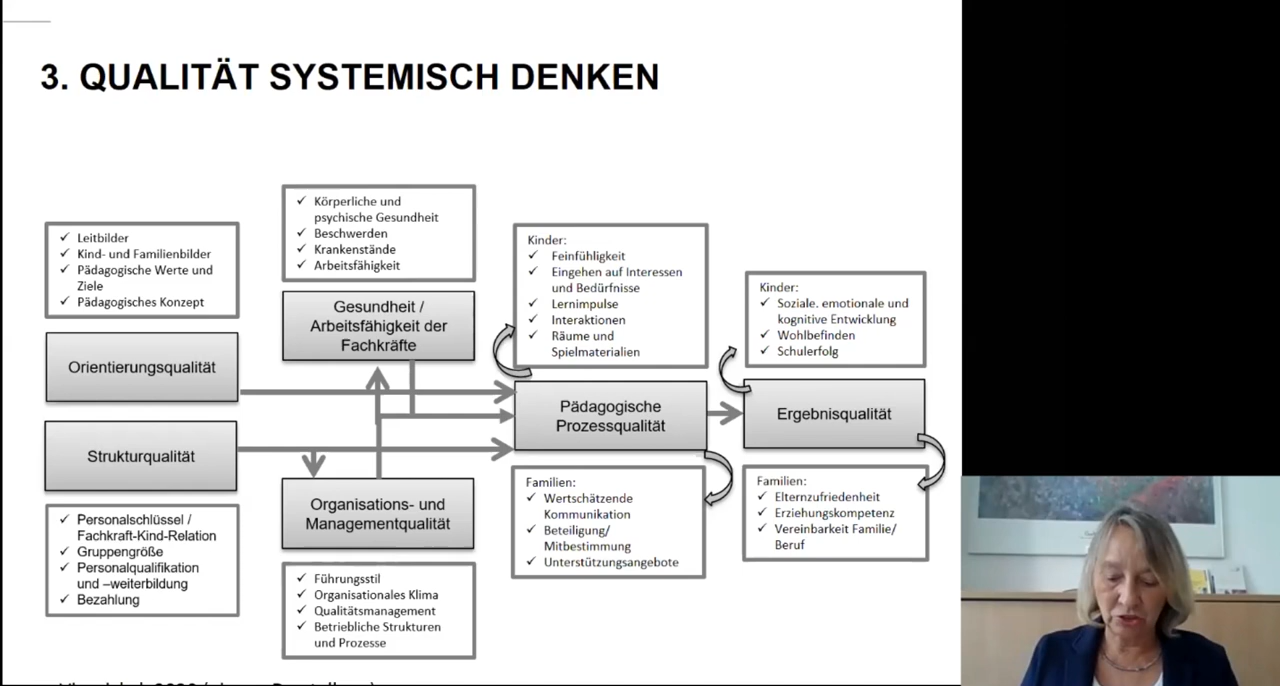 3. QUALITÄT SYSTEMISCH DENKEN
Leitbilder
Kind- und Familienbilder
Pädagogische Werte und
Ziele
Pädagogisches Konzept
Orientierungsqualität
Strukturqualität
Personalschlüssel /
Fachkraft-Kind-Relation
Gruppengröße
Personalqualifikation
und –weiterbildung
Bezahlung
Körperliche und
psychische Gesundheit
Beschwerden
Krankenstände
Arbeitsfähigkeit
Gesundheit /
Arbeitsfähigkeit der
Fachkräfte
Organisations- und
Managementqualität
Führungsstil
Organisationales Klima
Qualitätsmanagement
Betriebliche Strukturen
und Prozesse
Kinder:
Feinfühligkeit
Eingehen auf Interessen
und Bedürfnisse
Lernimpulse
Interaktionen
Räume und
Spielmaterialien
Pädagogische
Prozessqualität
Familien:
Wertschätzende
Kommunikation
Beteiligung/
Mitbestimmung
Unterstützungsangebote
Kinder:
Soziale. emotionale und
kognitive Entwicklung
Wohlbefinden
Schulerfolg
Ergebnisqualität
Familien:
Elternzufriedenheit
Erziehungskompetenz
Vereinbarkeit Familie/
Beruf